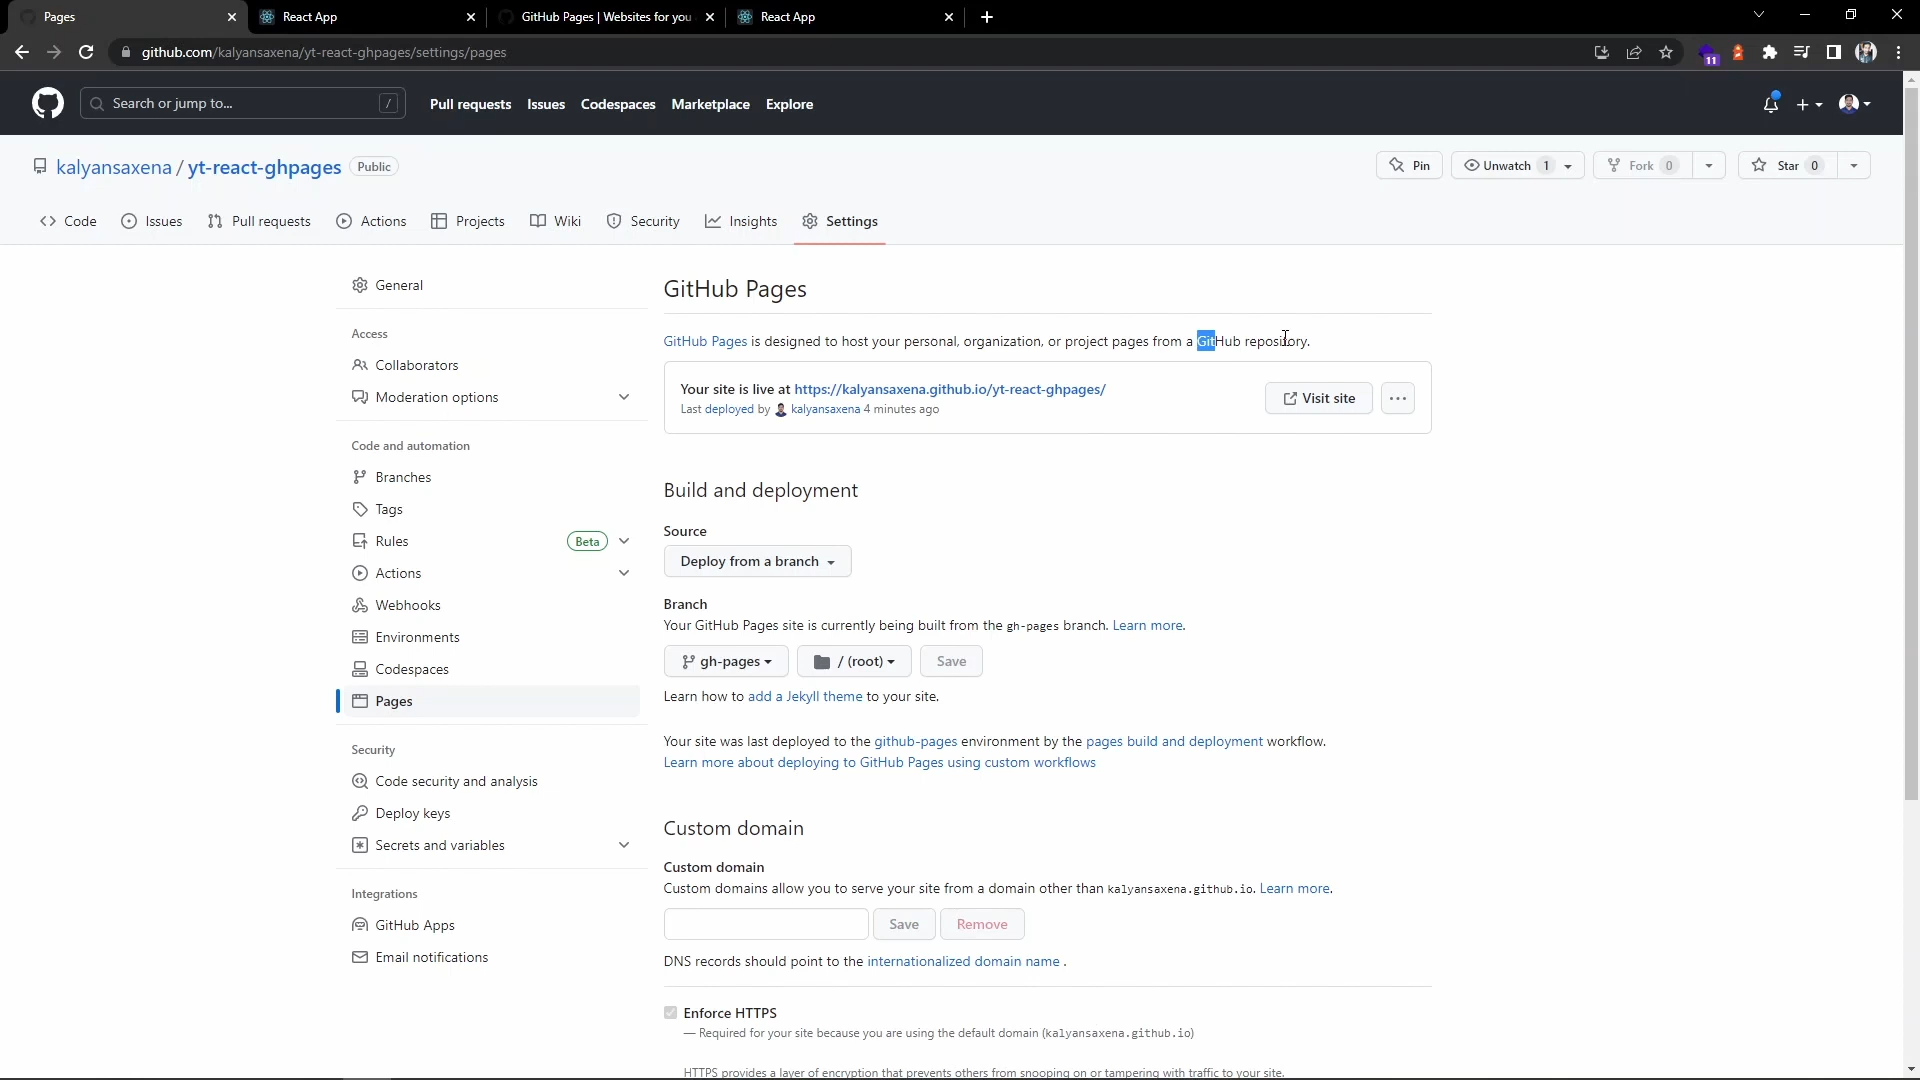 Pages
React App
GitHub Pages | Websites for you
React App
github.com/kalyansaxena/yt-react-ghpages/settings/pages
11
Search or jump to...
/
Pull requests
Issues
Codespaces
Marketplace
Explore
kalyansaxena / yt-react-ghpages
Public
Pin
Unwatch 1
Fork 0
Star 0
Code
Issues
Pull requests
Actions
Projects
Wiki
Security
Insights
Settings
General
Access
Collaborators
Moderation options
Code and automation
Branches
Tags
Rules
Beta
Actions
Webhooks
Environments
Codespaces
Pages
Security
Code security and analysis
Deploy keys
Secrets and variables
Integrations
GitHub Apps
Email notifications
GitHub Pages
GitHub Pages is designed to host your personal, organization, or project pages from a GitHub repository.
Your site is live at https://kalyansaxena.github.io/yt-react-ghpages/
Last deployed by kalyansaxena 4 minutes ago
Visit site
Build and deployment
Source
Deploy from a branch
Branch
Your GitHub Pages site is currently being built from the gh-pages branch. Learn more.
gh-pages
/ (root)
Save
Learn how to add a Jekyll theme to your site.
Your site was last deployed to the github-pages environment by the pages build and deployment workflow.
Learn more about deploying to GitHub Pages using custom workflows
Custom domain
Custom domain
Custom domains allow you to serve your site from a domain other than kalyansaxena.github.io. Learn more.
Save
Remove
DNS records should point to the internationalized domain name .
Enforce HTTPS
— Required for your site because you are using the default domain (kalyansaxena.github.io)
HTTPS provides a layer of encryption that prevents others from snooping on or tampering with traffic to your site.